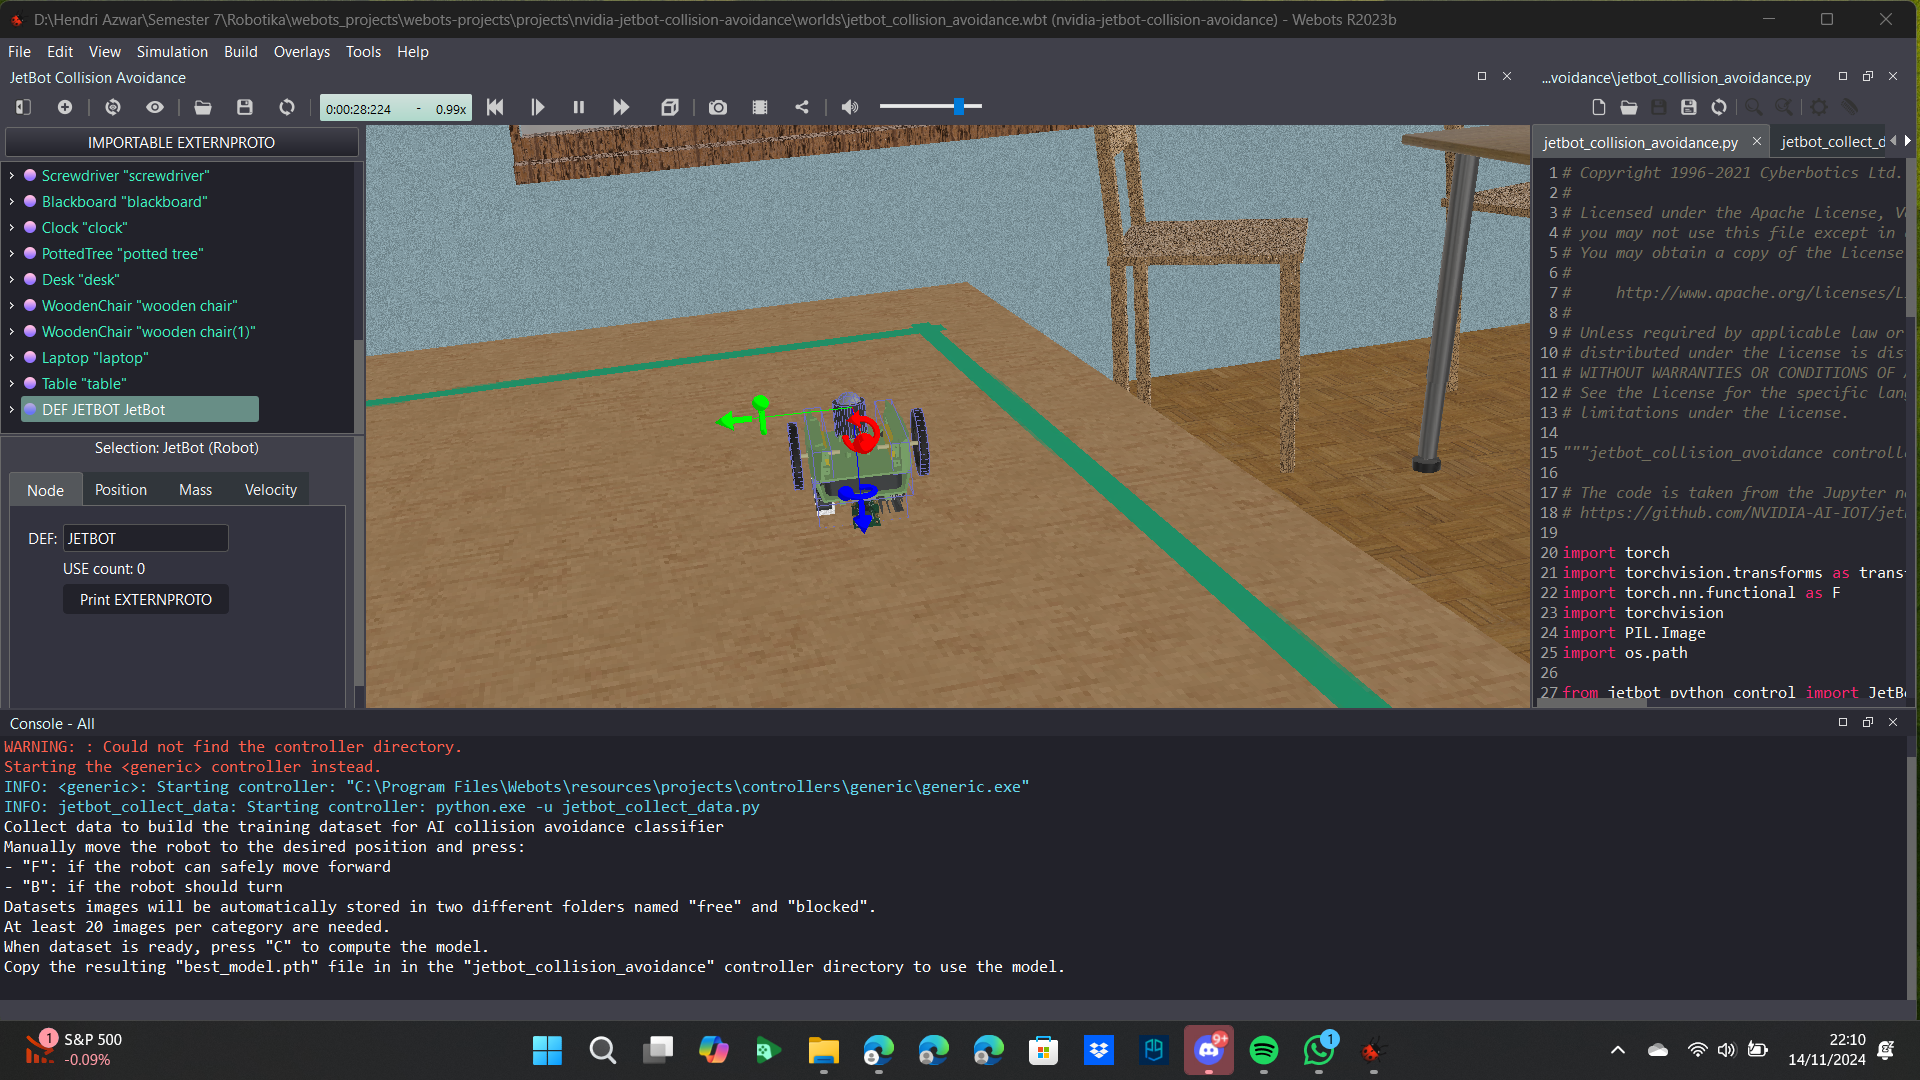 D:\Hendri Azwar\Semester 7\Robotika\webots_projects\webots-projects\projects\nvidia-jetbot-collision-avoidance\worlds\jetbot_collision_avoidance.wbt (nvidia-jetbot-collision-avoidance) - Webots R2023b
File Edit View Simulation Build Overlays Tools Help
JetBot Collision Avoidance
...voidance\jetbot_collision_avoidance.py
0:00:28:224 - 0.99x
IMPORTABLE EXTERNPROTO
Screwdriver "screwdriver"
Blackboard "blackboard"
Clock "clock"
PottedTree "potted tree"
Desk "desk"
WoodenChair "wooden chair"
WoodenChair "wooden chair(1)"
Laptop "laptop"
Table "table"
DEF JETBOT JetBot
Selection: JetBot (Robot)
Node Position Mass Velocity
DEF: JETBOT
USE count: 0
Print EXTERNPROTO
jetbot_collision_avoidance.py jetbot_collect_d
1 # Copyright 1996-2021 Cyberbotics Ltd.
2 #
3 # Licensed under the Apache License, V
4 # you may not use this file except in
5 # You may obtain a copy of the License
6 #
7 # http://www.apache.org/licenses/L
8 #
9 # Unless required by applicable law or
10 # distributed under the License is dis
11 # WITHOUT WARRANTIES OR CONDITIONS OF
12 # See the License for the specific lan
13 # limitations under the License.
14
15 """jetbot_collision_avoidance controll
16
17 # The code is taken from the Jupyter n
18 # https://github.com/NVIDIA-AI-IOT/jet
19
20 import torch
21 import torchvision.transforms as trans
22 import torch.nn.functional as F
23 import torchvision
24 import PIL.Image
25 import os.path
26
27 from jetbot_python_control import JetB
Console - All
WARNING: : Could not find the controller directory.
Starting the <generic> controller instead.
INFO: <generic>: Starting controller: "C:\Program Files\Webots\resources\projects\controllers\generic\generic.exe"
INFO: jetbot_collect_data: Starting controller: python.exe -u jetbot_collect_data.py
Collect data to build the training dataset for AI collision avoidance classifier
Manually move the robot to the desired position and press:
- "F": if the robot can safely move forward
- "B": if the robot should turn
Datasets images will be automatically stored in two different folders named "free" and "blocked".
At least 20 images per category are needed.
When dataset is ready, press "C" to compute the model.
Copy the resulting "best_model.pth" file in in the "jetbot_collision_avoidance" controller directory to use the model.
1
S&P 500
-0.09%
9+
1
22:10
14/11/2024